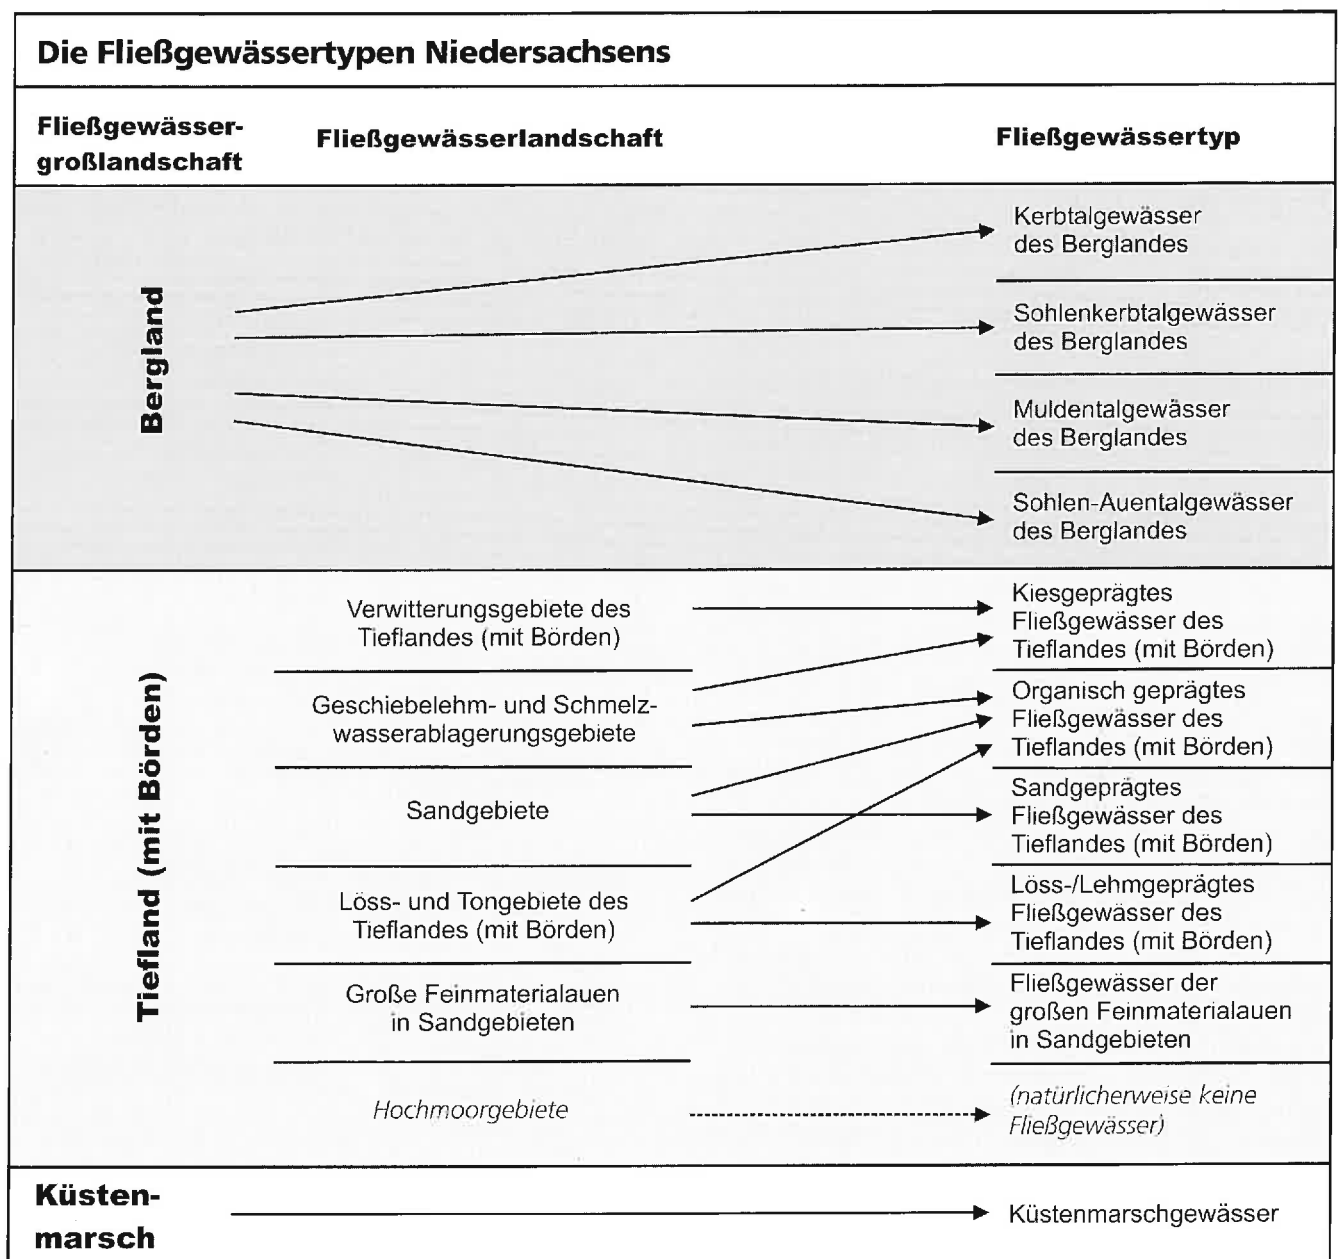 Die Fließgewässertypen Niedersachsens
Fließgewässer-
großlandschaft
Fließgewässerlandschaft
Fließgewässertyp
Bergland
Kerbtalgewässer
des Berglandes
Sohlenkerbtalgewässer
des Berglandes
Muldentalgewässer
des Berglandes
Sohlen-Auentalgewässer
des Berglandes
Tiefland (mit Börden)
Verwitterungsgebiete des
Tieflandes (mit Börden)
Kiesgeprägtes
Fließgewässer des
Tieflandes (mit Börden)
Geschiebelehm- und Schmelz-
wasserablagerungsgebiete
Organisch geprägtes
Fließgewässer des
Tieflandes (mit Börden)
Sandgebiete
Sandgeprägtes
Fließgewässer des
Tieflandes (mit Börden)
Löss- und Tongebiete des
Tieflandes (mit Börden)
Löss-/Lehmgeprägtes
Fließgewässer des
Tieflandes (mit Börden)
Große Feinmaterialauen
in Sandgebieten
Fließgewässer der
großen Feinmaterialauen
in Sandgebieten
Hochmoorgebiete
(natürlicherweise keine
Fließgewässer)
Küsten-
marsch
Küstenmarschgewässer